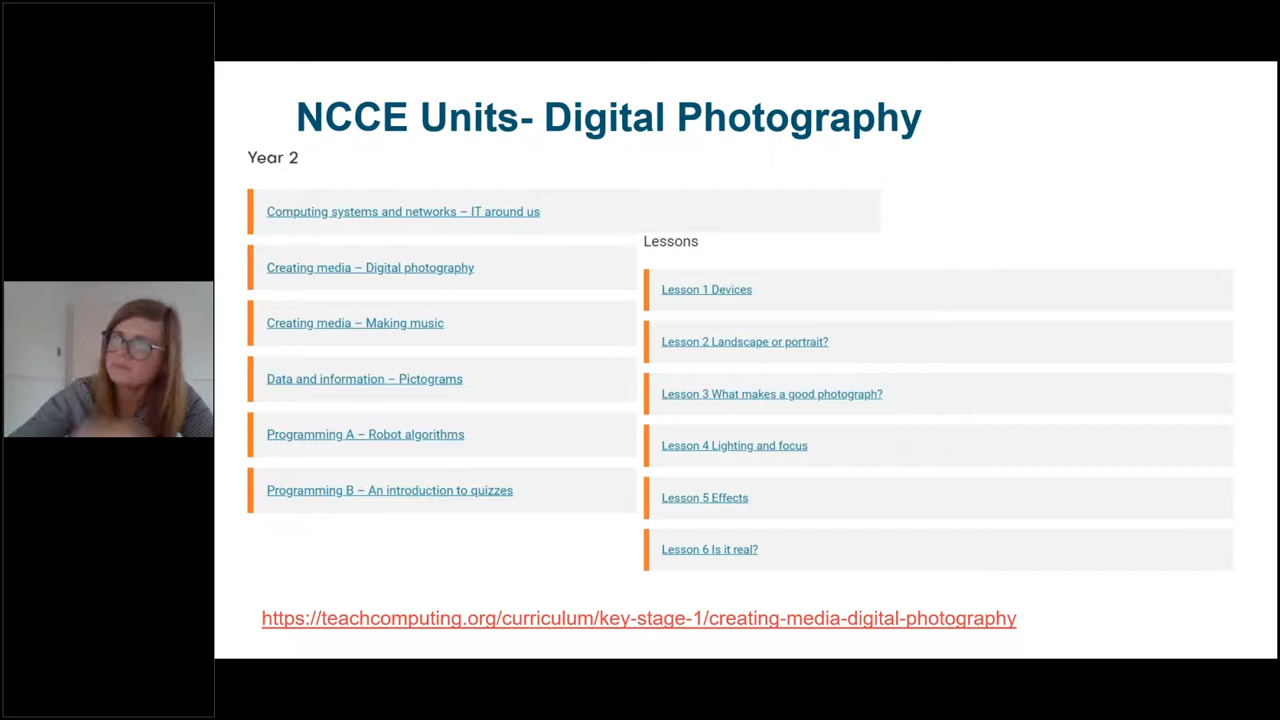 NCCE Units- Digital Photography
Year 2
Computing systems and networks – IT around us
Creating media – Digital photography
Creating media – Making music
Data and information – Pictograms
Programming A – Robot algorithms
Programming B – An introduction to quizzes
Lessons
Lesson 1 Devices
Lesson 2 Landscape or portrait?
Lesson 3 What makes a good photograph?
Lesson 4 Lighting and focus
Lesson 5 Effects
Lesson 6 Is it real?
https://teachcomputing.org/curriculum/key-stage-1/creating-media-digital-photography